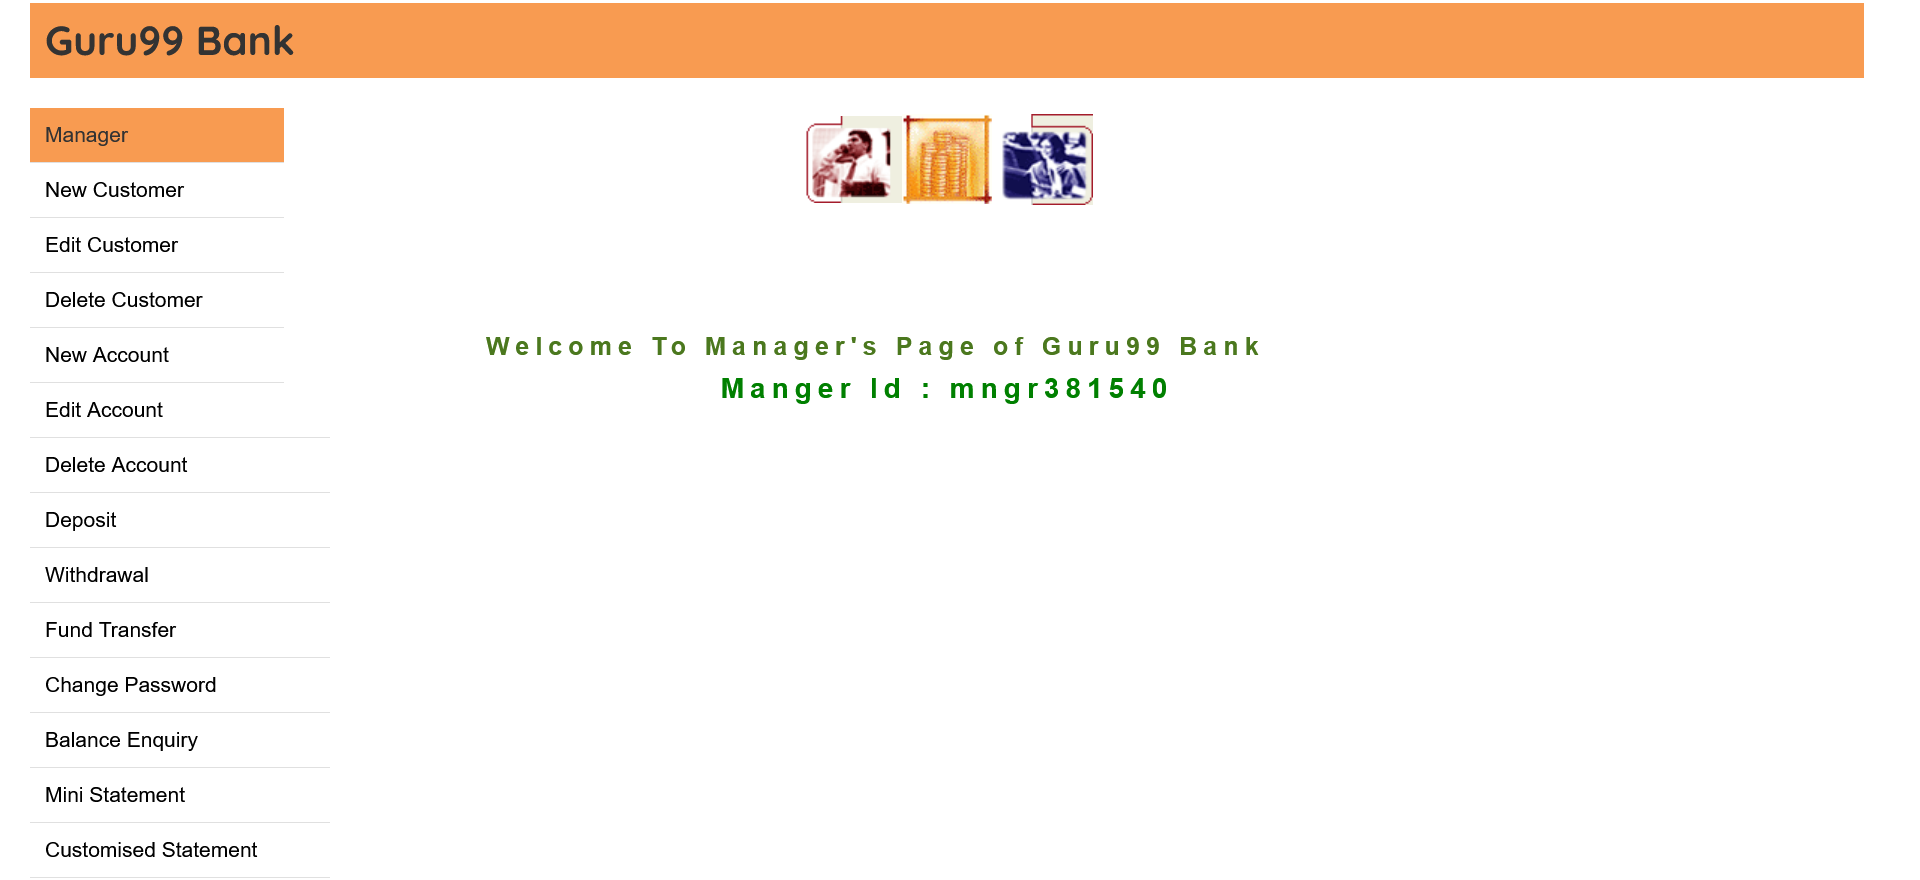 Guru99 Bank
Manager
New Customer
Edit Customer
Delete Customer
New Account
Edit Account
Delete Account
Deposit
Withdrawal
Fund Transfer
Change Password
Balance Enquiry
Mini Statement
Customised Statement
Welcome To Manager's Page of Guru99 Bank
Manger Id : mngr381540